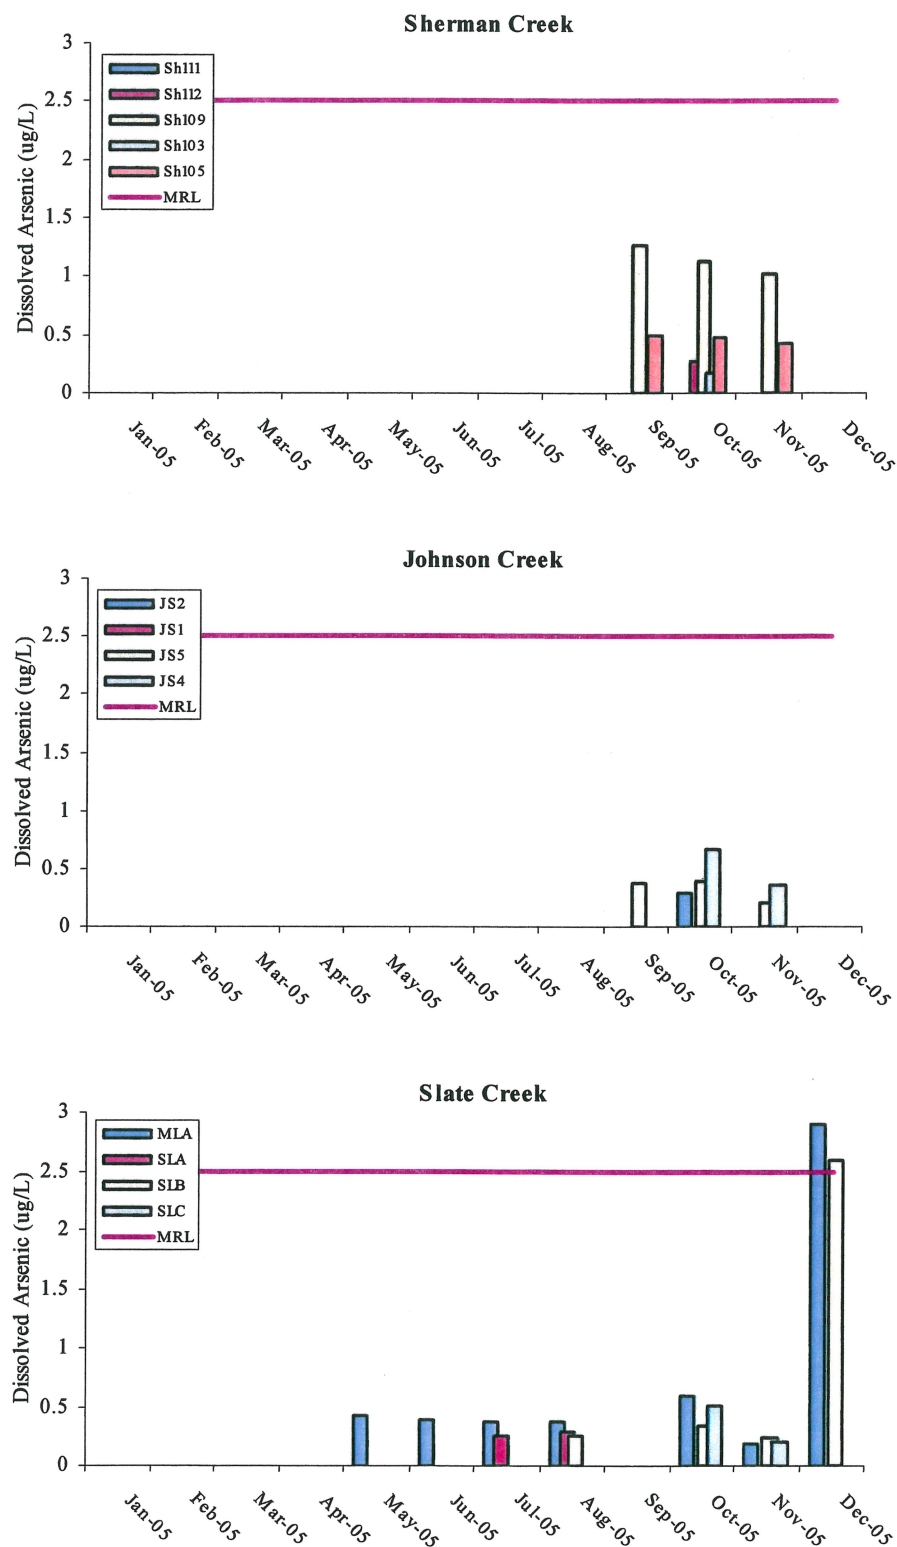 Sherman Creek
Dissolved Arsenic (ug/L)
3
2.5
2
1.5
1
0.5
0
Sh111
Sh112
Sh109
Sh103
Sh105
MRL
Jan-05
Feb-05
Mar-05
Apr-05
May-05
Jun-05
Jul-05
Aug-05
Sep-05
Oct-05
Nov-05
Dec-05
Johnson Creek
Dissolved Arsenic (ug/L)
3
2.5
2
1.5
1
0.5
0
JS2
JS1
JS5
JS4
MRL
Jan-05
Feb-05
Mar-05
Apr-05
May-05
Jun-05
Jul-05
Aug-05
Sep-05
Oct-05
Nov-05
Dec-05
Slate Creek
Dissolved Arsenic (ug/L)
3
2.5
2
1.5
1
0.5
0
MLA
SLA
SLB
SLC
MRL
Jan-05
Feb-05
Mar-05
Apr-05
May-05
Jun-05
Jul-05
Aug-05
Sep-05
Oct-05
Nov-05
Dec-05